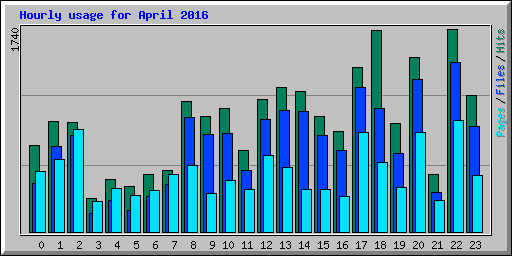 Hourly usage for April 2016
1740
Pages / Files / Hits
0 1 2 3 4 5 6 7 8 9 10 11 12 13 14 15 16 17 18 19 20 21 22 23